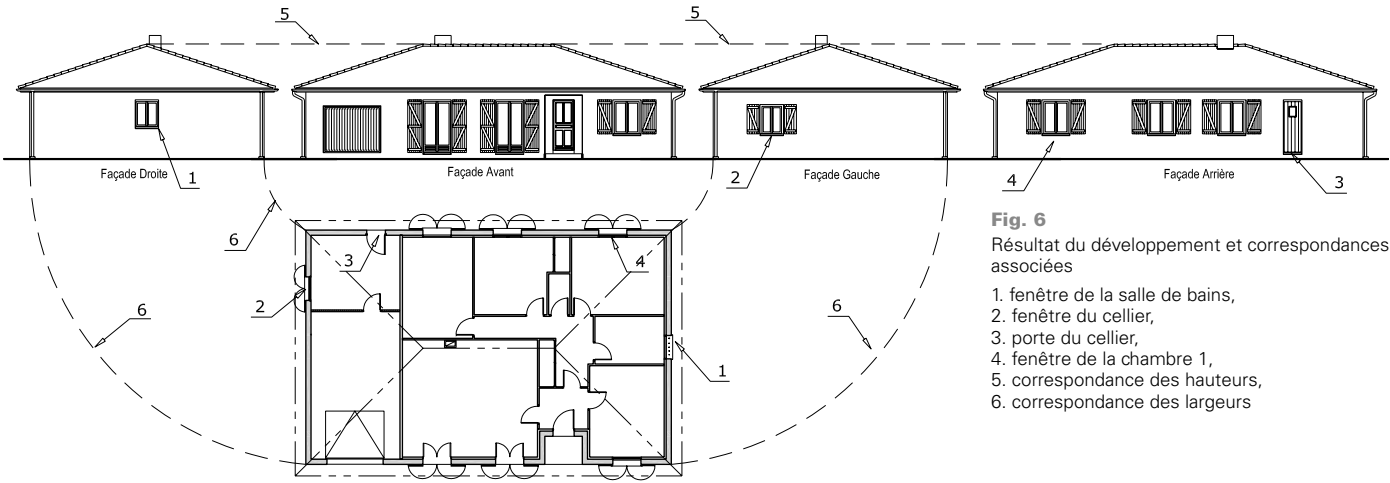 5
5
1
2
4
3
Façade Droite
Façade Avant
Façade Gauche
Façade Arrière
6
3
4
2
6
6
1
Fig. 6
Résultat du développement et correspondances
associées
1. fenêtre de la salle de bains,
2. fenêtre du cellier,
3. porte du cellier,
4. fenêtre de la chambre 1,
5. correspondance des hauteurs,
6. correspondance des largeurs